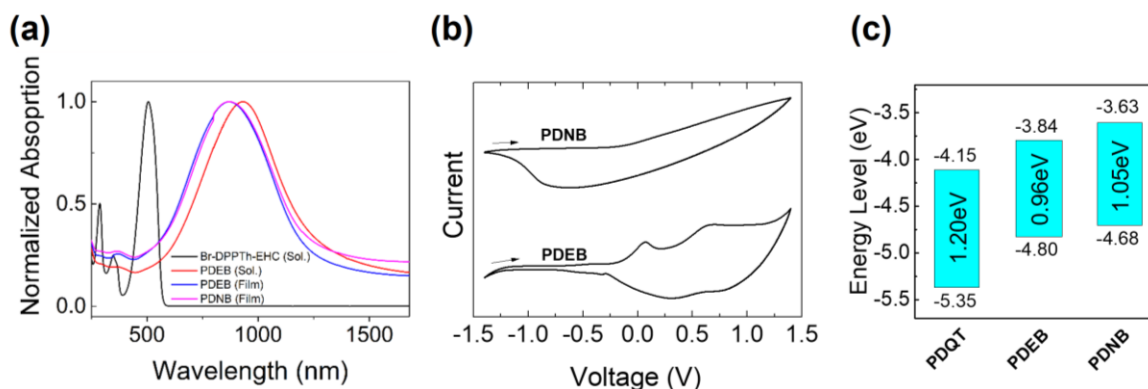 (a)
Normalized Absoprtion
1.0
0.5
0.0
Br-DPPTh-EHC (Sol.)
PDEB (Sol.)
PDEB (Film)
PDNB (Film)
500 1000 1500
Wavelength (nm)
(b)
Current
PDNB
PDEB
-1.5 -1.0 -0.5 0.0 0.5 1.0 1.5
Voltage (V)
(c)
Energy Level (eV)
-3.5
-4.0
-4.5
-5.0
-5.5
-4.15
1.20eV
-5.35
-3.84
0.96eV
-4.80
-3.63
1.05eV
-4.68
PDQT
PDEB
PDNB